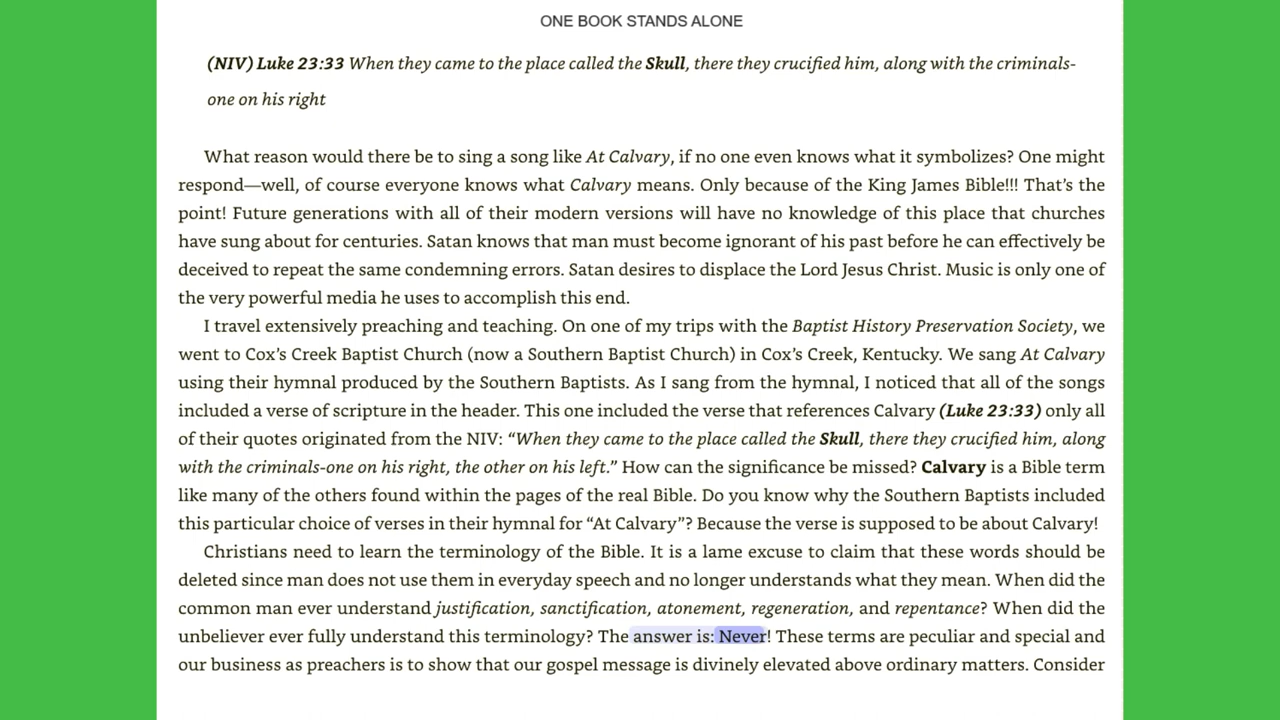 ONE BOOK STANDS ALONE
(NIV) Luke 23:33 When they came to the place called the Skull, there they crucified him, along with the criminals-
one on his right
What reason would there be to sing a song like At Calvary, if no one even knows what it symbolizes? One might
respond—well, of course everyone knows what Calvary means. Only because of the King James Bible!!! That’s the
point! Future generations with all of their modern versions will have no knowledge of this place that churches
have sung about for centuries. Satan knows that man must become ignorant of his past before he can effectively be
deceived to repeat the same condemning errors. Satan desires to displace the Lord Jesus Christ. Music is only one of
the very powerful media he uses to accomplish this end.
I travel extensively preaching and teaching. On one of my trips with the Baptist History Preservation Society, we
went to Cox’s Creek Baptist Church (now a Southern Baptist Church) in Cox’s Creek, Kentucky. We sang At Calvary
using their hymnal produced by the Southern Baptists. As I sang from the hymnal, I noticed that all of the songs
included a verse of scripture in the header. This one included the verse that references Calvary (Luke 23:33) only all
of their quotes originated from the NIV: “When they came to the place called the Skull, there they crucified him, along
with the criminals-one on his right, the other on his left.” How can the significance be missed? Calvary is a Bible term
like many of the others found within the pages of the real Bible. Do you know why the Southern Baptists included
this particular choice of verses in their hymnal for “At Calvary”? Because the verse is supposed to be about Calvary!
Christians need to learn the terminology of the Bible. It is a lame excuse to claim that these words should be
deleted since man does not use them in everyday speech and no longer understands what they mean. When did the
common man ever understand justification, sanctification, atonement, regeneration, and repentance? When did the
unbeliever ever fully understand this terminology? The answer is: Never! These terms are peculiar and special and
our business as preachers is to show that our gospel message is divinely elevated above ordinary matters. Consider